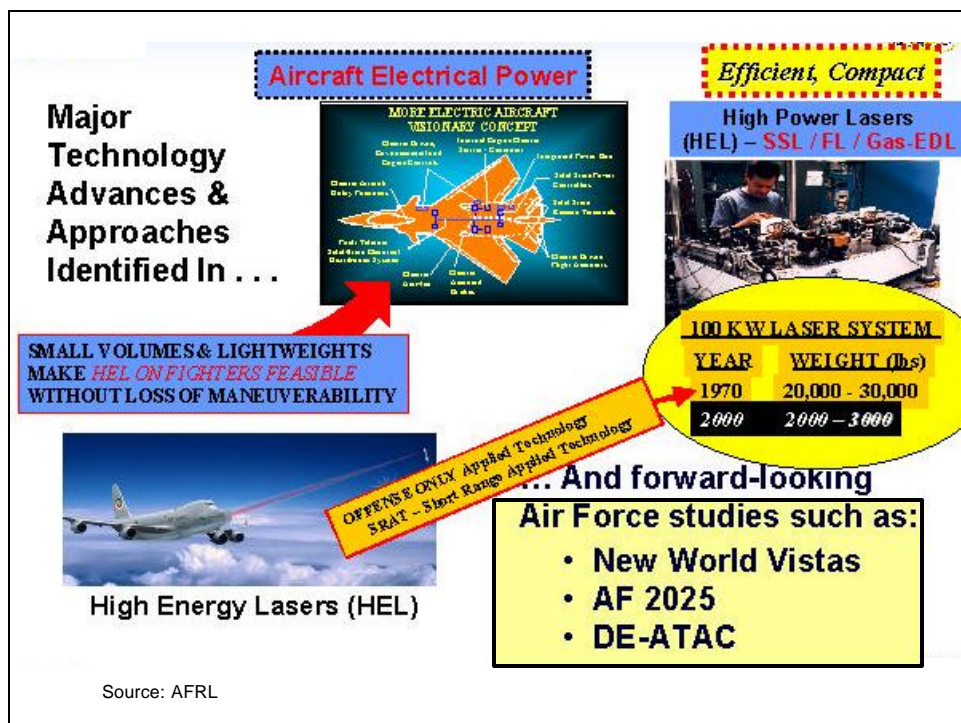 Aircraft Electrical Power
Efficient, Compact
Major
Technology
Advances &
Approaches
Identified In . . .
MORE ELECTRIC AIRCRAFT
VISIONARY CONCEPT
High Power Lasers
(HEL) – SSL / FL / Gas-EDL
SMALL VOLUMES & LIGHTWEIGHTS
MAKE HEL ON FIGHTERS FEASIBLE
WITHOUT LOSS OF MANEUVERABILITY
100 KW LASER SYSTEM
YEAR WEIGHT (lbs)
1970 20,000 - 30,000
2000 2000 – 3000
OFFENSE ONLY Applied Technology
SRAT – Short Range Applied Technology
High Energy Lasers (HEL)
... And forward-looking
Air Force studies such as:
• New World Vistas
• AF 2025
• DE-ATAC
Source: AFRL